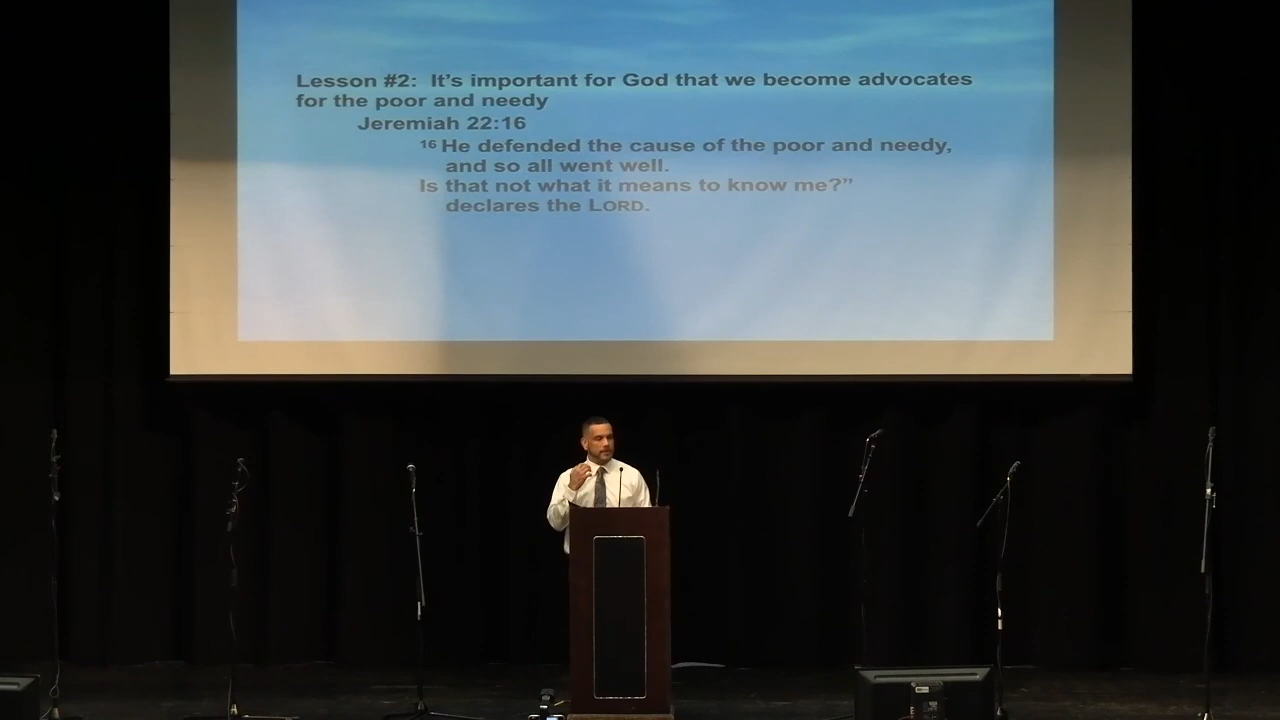 Lesson #2:  It's important for God that we become advocates
for the poor and needy
Jeremiah 22:16
16 He defended the cause of the poor and needy,
and so all went well.
Is that not what it means to know me?”
declares the LORD.